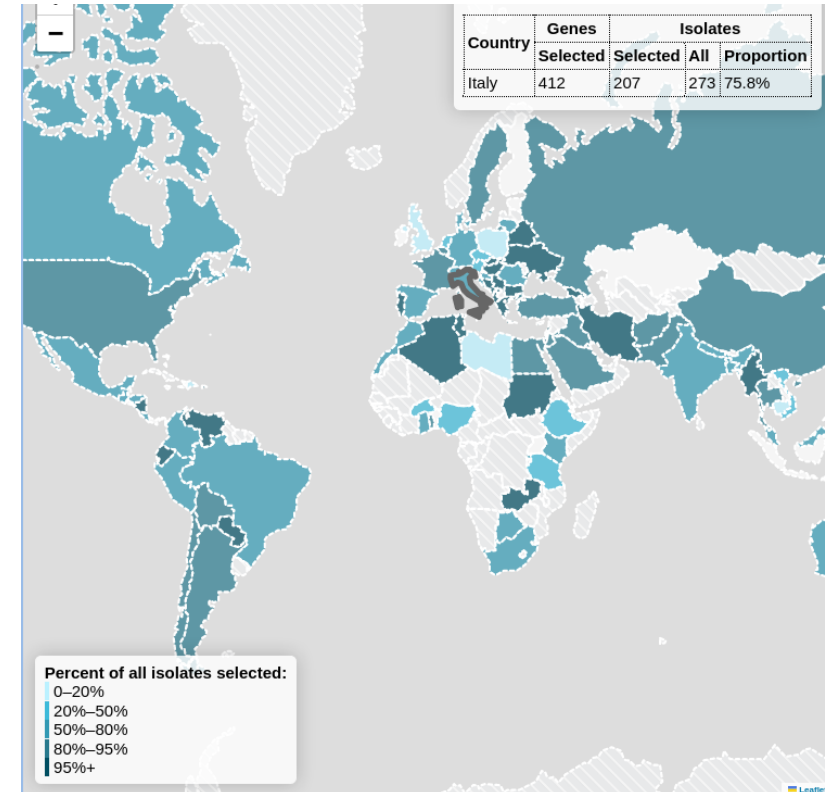 −
Country Genes Isolates
Selected Selected All Proportion
Italy 412 207 273 75.8%
Percent of all isolates selected:
0–20%
20%–50%
50%–80%
80%–95%
95%+
Leaflet